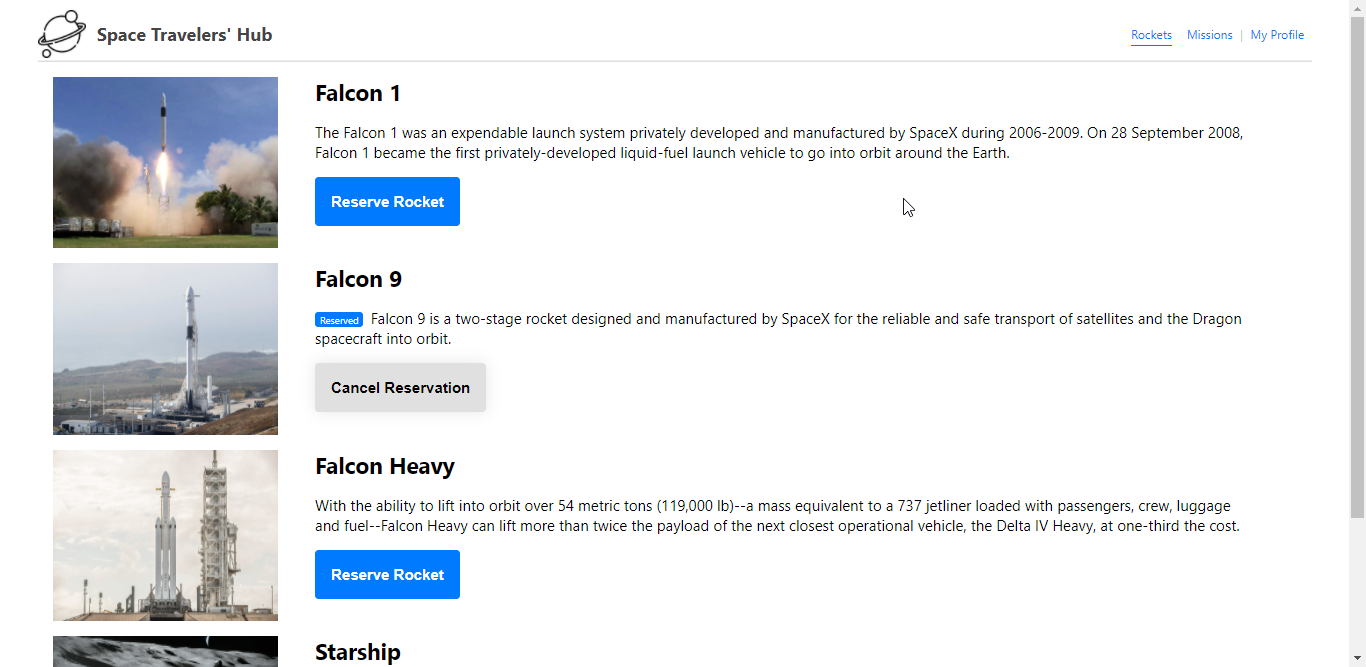 Space Travelers' Hub
Rockets Missions | My Profile
Falcon 1
The Falcon 1 was an expendable launch system privately developed and manufactured by SpaceX during 2006-2009. On 28 September 2008,
Falcon 1 became the first privately-developed liquid-fuel launch vehicle to go into orbit around the Earth.
Reserve Rocket
Falcon 9
Reserved Falcon 9 is a two-stage rocket designed and manufactured by SpaceX for the reliable and safe transport of satellites and the Dragon
spacecraft into orbit.
Cancel Reservation
Falcon Heavy
With the ability to lift into orbit over 54 metric tons (119,000 lb)--a mass equivalent to a 737 jetliner loaded with passengers, crew, luggage
and fuel--Falcon Heavy can lift more than twice the payload of the next closest operational vehicle, the Delta IV Heavy, at one-third the cost.
Reserve Rocket
Starship